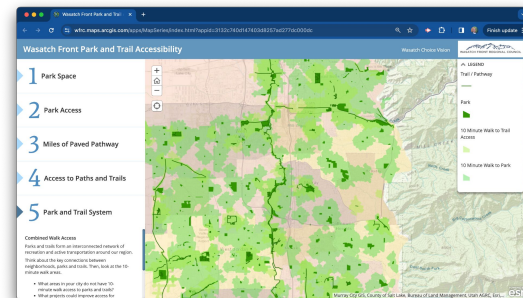 Wasatch Front Park and Trail
wfrc.maps.arcgis.com/apps/MapSeries/index.html?appid=3132c740d147403d8257ad277dc000dc
Finish update
Wasatch Front Park and Trail Accessibility
Wasatch Choice Vision
WASATCH FRONT REGIONAL COUNCIL
1 Park Space
2 Park Access
3 Miles of Paved Pathway
4 Access to Paths and Trails
5 Park and Trail System
Combined Walk Access
Parks and trails form an interconnected network of
recreation and active transportation around our region.
Think about the key connections between
neighborhoods, parks and trails. Then, look at the 10-
minute walk areas.
• What areas in your city do not have 10-
minute walk access to parks and trails?
• What projects could improve access for
LEGEND
Trail / Pathway
Park
10 Minute Walk to Trail
Access
10 Minute Walk to Park
Murray City GIS, County of Salt Lake, Bureau of Land Management, Utah AGRC, Esri,...
esri